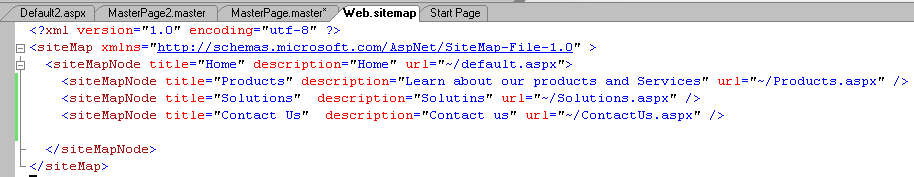 Default2.aspx MasterPage2.master MasterPage.master* Web.sitemap Start Page
<?xml version="1.0" encoding="utf-8" ?>
<siteMap xmlns="http://schemas.microsoft.com/AspNet/SiteMap-File-1.0" >
<siteMapNode title="Home" description="Home" url="~/default.aspx">
<siteMapNode title="Products" description="Learn about our products and Services" url="~/Products.aspx" />
<siteMapNode title="Solutions"  description="Solutins" url="~/Solutions.aspx" />
<siteMapNode title="Contact Us"  description="Contact us" url="~/ContactUs.aspx" />
</siteMapNode>
</siteMap>